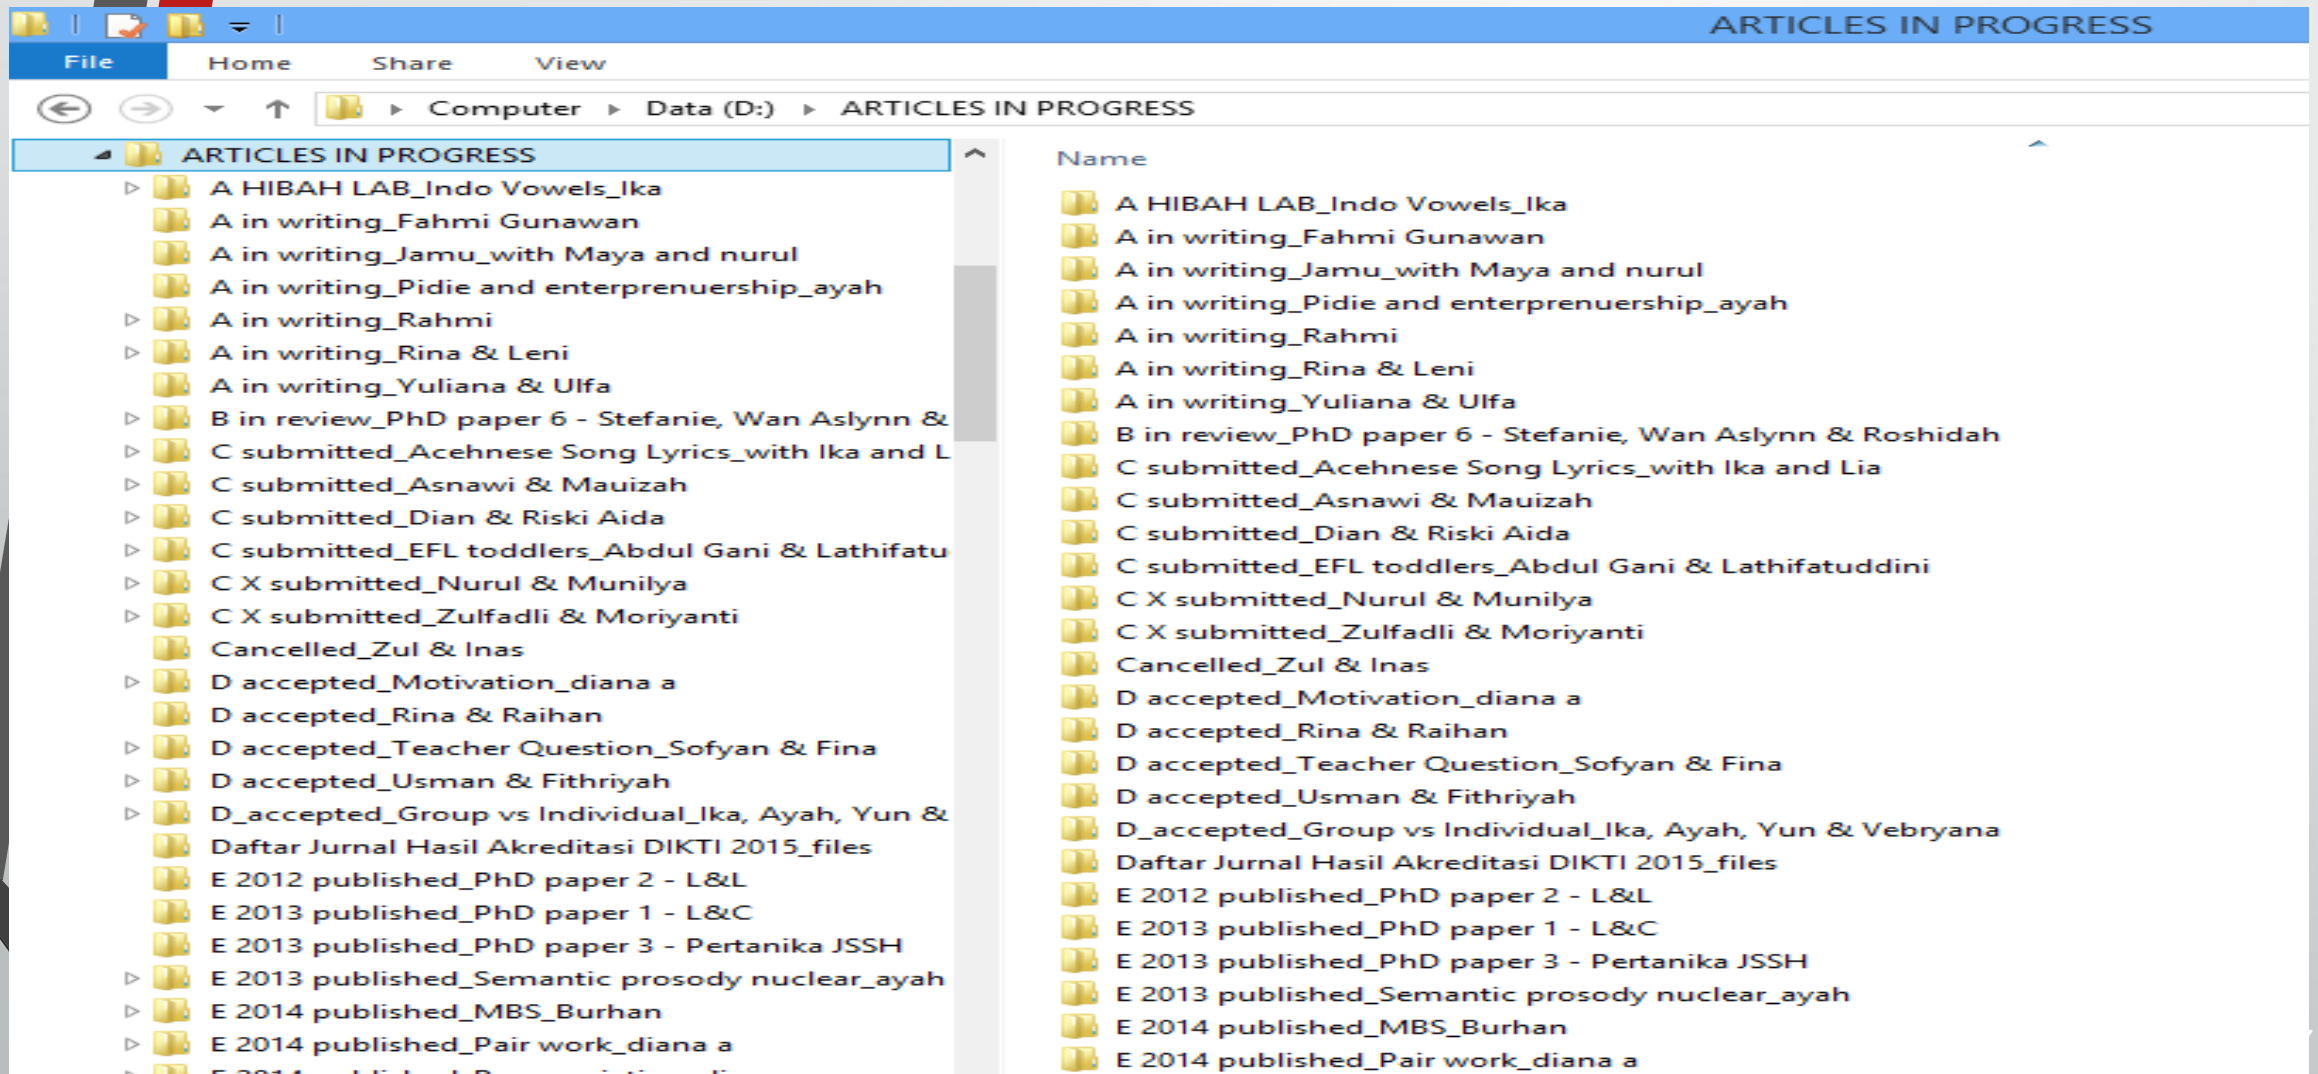 ARTICLES IN PROGRESS
File Home Share View
Computer Data (D:) ARTICLES IN PROGRESS
ARTICLES IN PROGRESS
A HIBAH LAB_Indo Vowels_Ika
A in writing_Fahmi Gunawan
A in writing_Jamu_with Maya and nurul
A in writing_Pidie and enterprenuership_ayah
A in writing_Rahmi
A in writing_Rina & Leni
A in writing_Yuliana & Ulfa
B in review_PhD paper 6 - Stefanie, Wan Aslynn &
C submitted_Acehnese Song Lyrics_with Ika and L
C submitted_Asnawi & Mauizah
C submitted_Dian & Riski Aida
C submitted_EFL toddlers_Abdul Gani & Lathifatu
C X submitted_Nurul & Munilya
C X submitted_Zulfadli & Moriyanti
Cancelled_Zul & Inas
D accepted_Motivation_diana a
D accepted_Rina & Raihan
D accepted_Teacher Question_Sofyan & Fina
D accepted_Usman & Fithriyah
D_accepted_Group vs Individual_Ika, Ayah, Yun &
Daftar Jurnal Hasil Akreditasi DIKTI 2015_files
E 2012 published_PhD paper 2 - L&L
E 2013 published_PhD paper 1 - L&C
E 2013 published_PhD paper 3 - Pertanika JSSH
E 2013 published_Semantic prosody nuclear_ayah
E 2014 published_MBS_Burhan
E 2014 published_Pair work_diana a
Name
A HIBAH LAB_Indo Vowels_Ika
A in writing_Fahmi Gunawan
A in writing_Jamu_with Maya and nurul
A in writing_Pidie and enterprenuership_ayah
A in writing_Rahmi
A in writing_Rina & Leni
A in writing_Yuliana & Ulfa
B in review_PhD paper 6 - Stefanie, Wan Aslynn & Roshidah
C submitted_Acehnese Song Lyrics_with Ika and Lia
C submitted_Asnawi & Mauizah
C submitted_Dian & Riski Aida
C submitted_EFL toddlers_Abdul Gani & Lathifatuddini
C X submitted_Nurul & Munilya
C X submitted_Zulfadli & Moriyanti
Cancelled_Zul & Inas
D accepted_Motivation_diana a
D accepted_Rina & Raihan
D accepted_Teacher Question_Sofyan & Fina
D accepted_Usman & Fithriyah
D_accepted_Group vs Individual_Ika, Ayah, Yun & Vebryana
Daftar Jurnal Hasil Akreditasi DIKTI 2015_files
E 2012 published_PhD paper 2 - L&L
E 2013 published_PhD paper 1 - L&C
E 2013 published_PhD paper 3 - Pertanika JSSH
E 2013 published_Semantic prosody nuclear_ayah
E 2014 published_MBS_Burhan
E 2014 published_Pair work_diana a